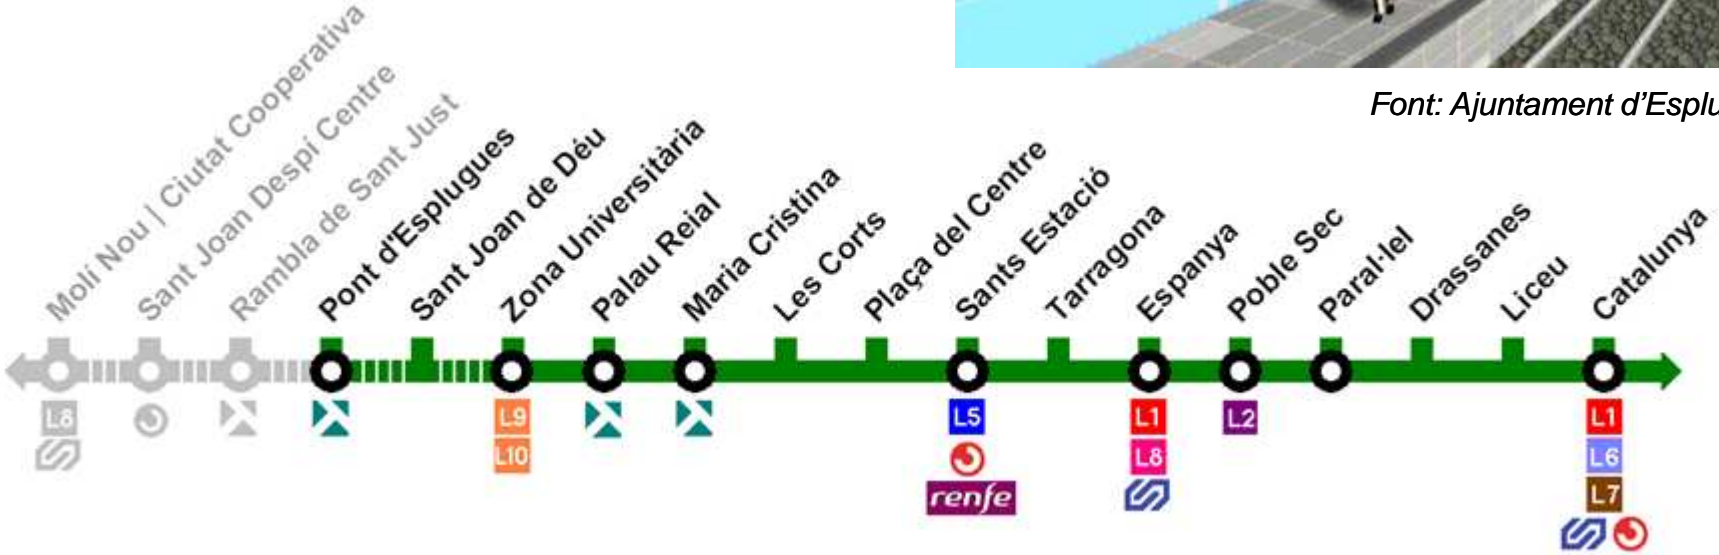 Font: Ajuntament d'Esplu
Molí Nou | Ciutat Cooperativa
Sant Joan Despí Centre
Rambla de Sant Just
Pont d'Esplugues
Sant Joan de Déu
Zona Universitària
Palau Reial
Maria Cristina
Les Corts
Plaça del Centre
Sants Estació
Tarragona
Espanya
Poble Sec
Paral·lel
Drassanes
Liceu
Catalunya
L8
L9
L10
L5
renfe
L1
L8
L2
L1
L6
L7